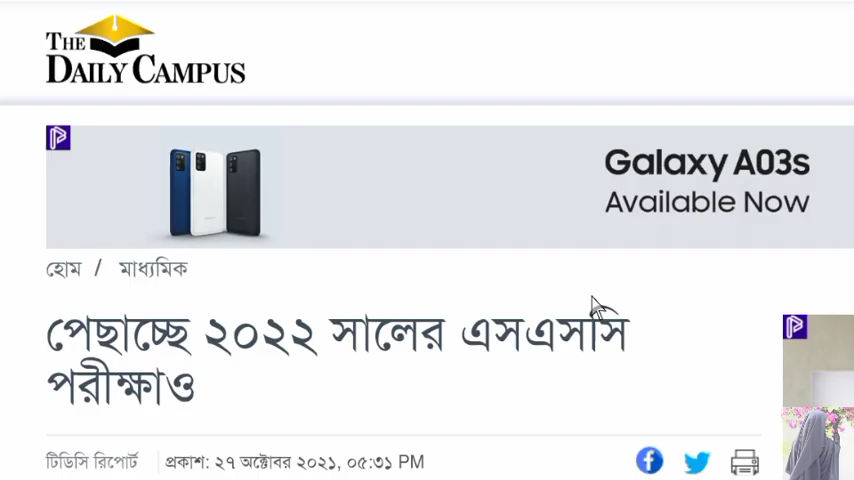 THE
DAILY CAMPUS
Galaxy A03s
Available Now
হোম / মাধ্যমিক
পেছাচ্ছে ২০২২ সালের এসএসসি
পরীক্ষাও
টিডিসি রিপোর্ট
প্রকাশ: ২৭ অক্টোবর ২০২১, ০৫:৩১ PM